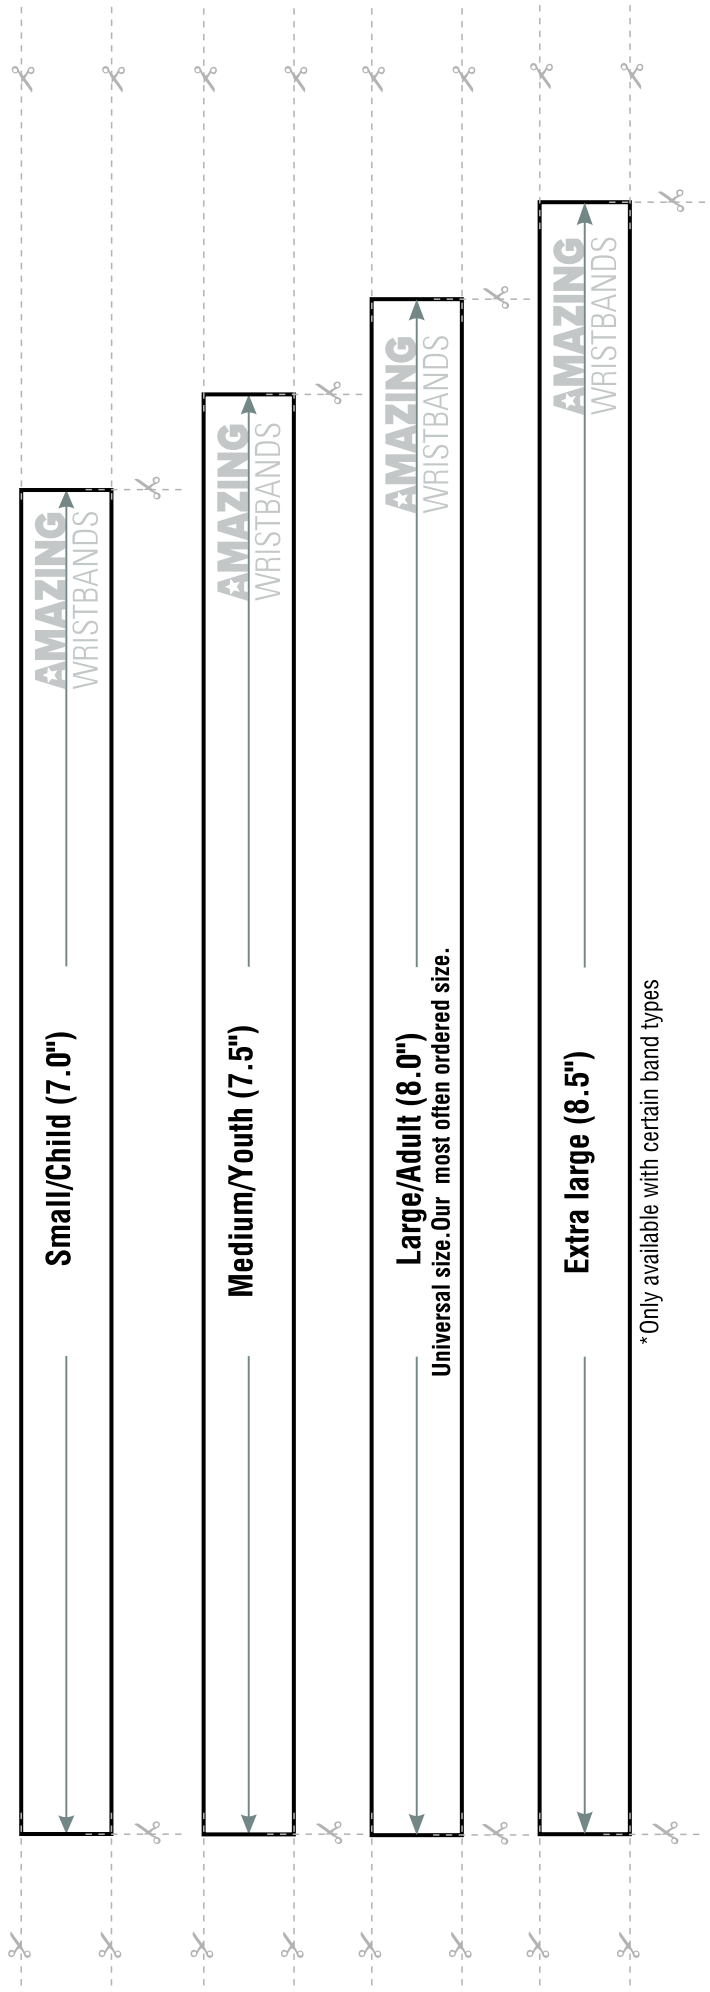 AMAZING
WRISTBANDS
Small/Child (7.0")
AMAZING
WRISTBANDS
Medium/Youth (7.5")
AMAZING
WRISTBANDS
Large/Adult (8.0")
Universal size.Our most often ordered size.
AMAZING
WRISTBANDS
Extra large (8.5")
*Only available with certain band types